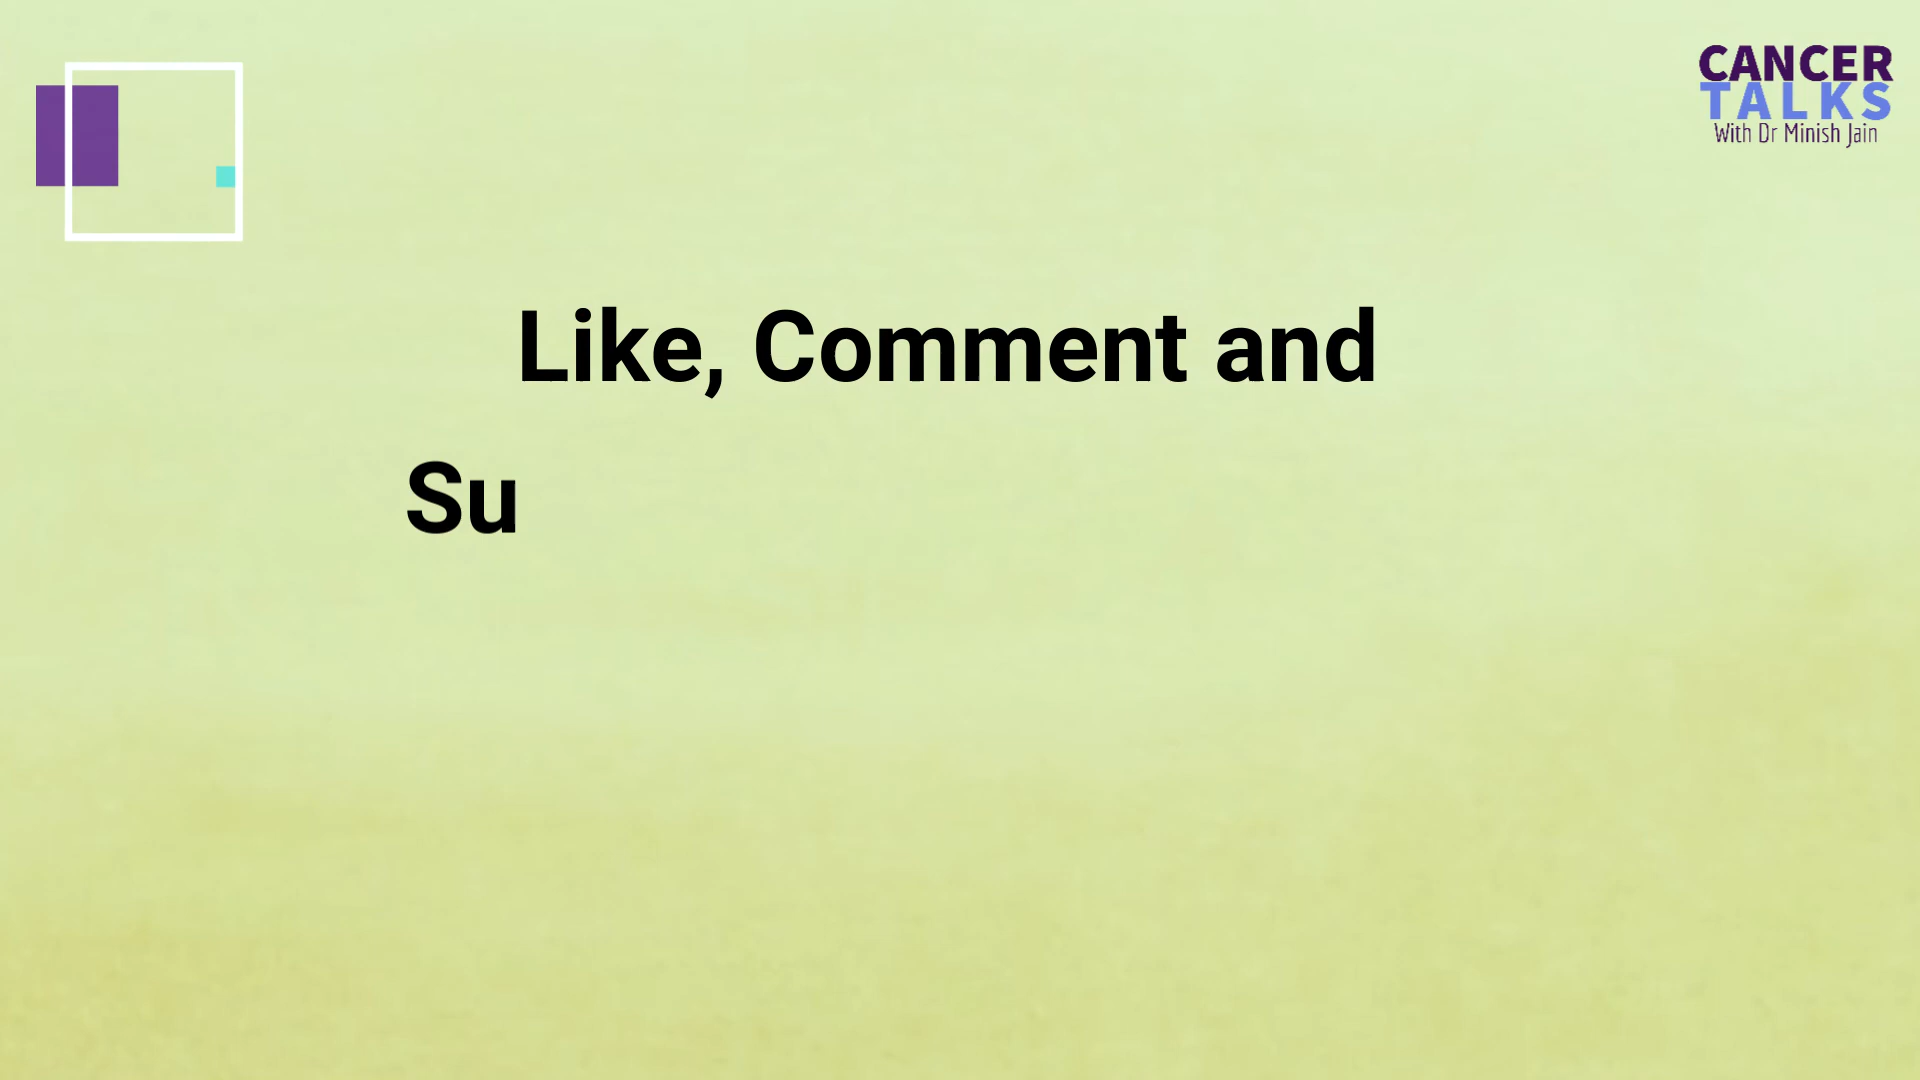 CANCER
TALKS
With Dr Minish Jain
Like, Comment and
Su